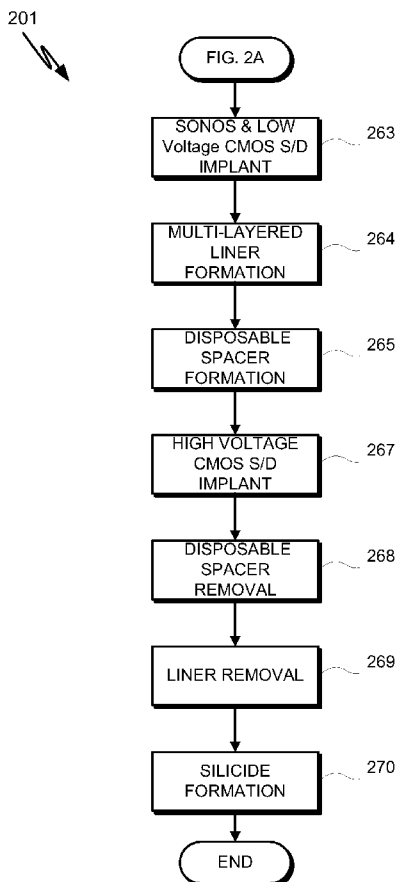 201
FIG. 2A
SONOS & LOW
Voltage CMOS S/D
IMPLANT
263
MULTI-LAYERED
LINER
FORMATION
264
DISPOSABLE
SPACER
FORMATION
265
HIGH VOLTAGE
CMOS S/D
IMPLANT
267
DISPOSABLE
SPACER
REMOVAL
268
LINER REMOVAL
269
SILICIDE
FORMATION
270
END